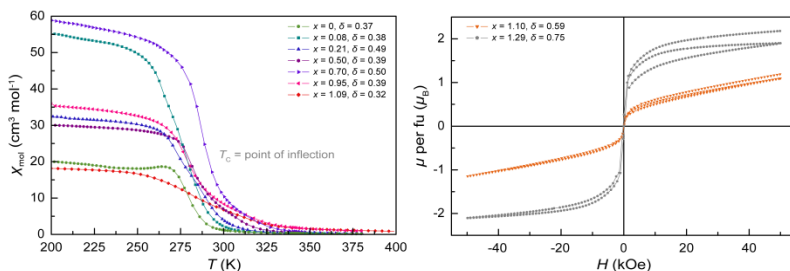 60
50
40
30
20
10
0
χmol (cm³ mol⁻¹)
200 225 250 275 300 325 350 375 400
T (K)
x = 0, δ = 0.37
x = 0.08, δ = 0.38
x = 0.21, δ = 0.49
x = 0.50, δ = 0.39
x = 0.70, δ = 0.50
x = 0.95, δ = 0.39
x = 1.09, δ = 0.32
TC = point of inflection
2
1
0
-1
-2
μ per fu (μB)
-40 -20 0 20 40
H (kOe)
x = 1.10, δ = 0.59
x = 1.29, δ = 0.75